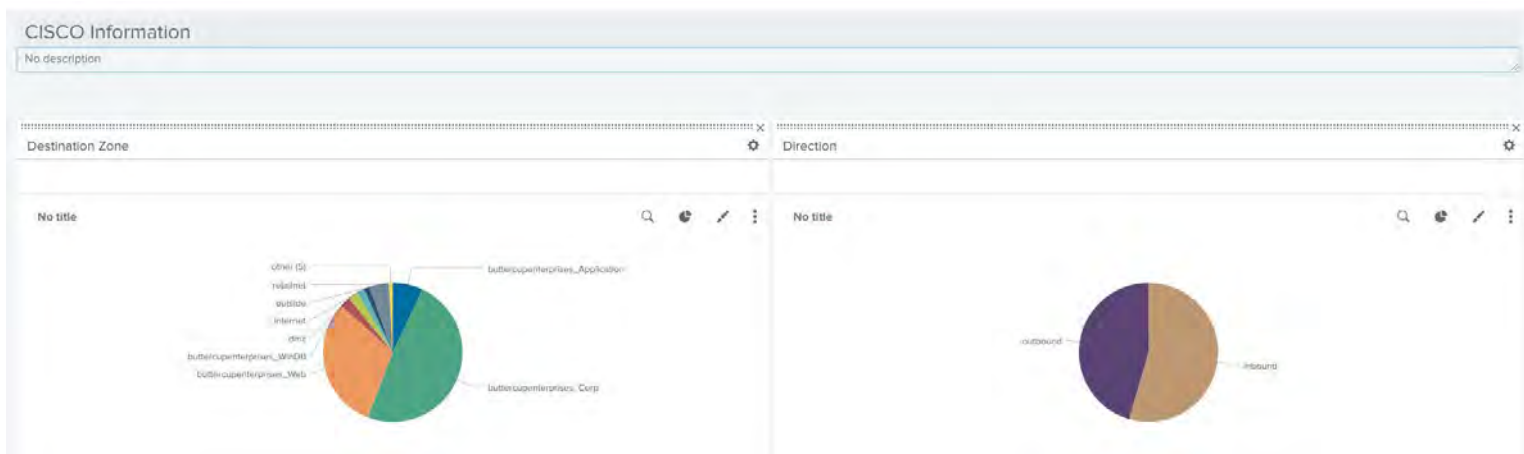 CISCO Information
No description
Destination Zone
Direction
No title
No title
other (5)
outside
internet
dmz
buttercupenterprises_WinDB
buttercupenterprises_Web
buttercupenterprises_Application
buttercupenterprises_Corp
outbound
inbound